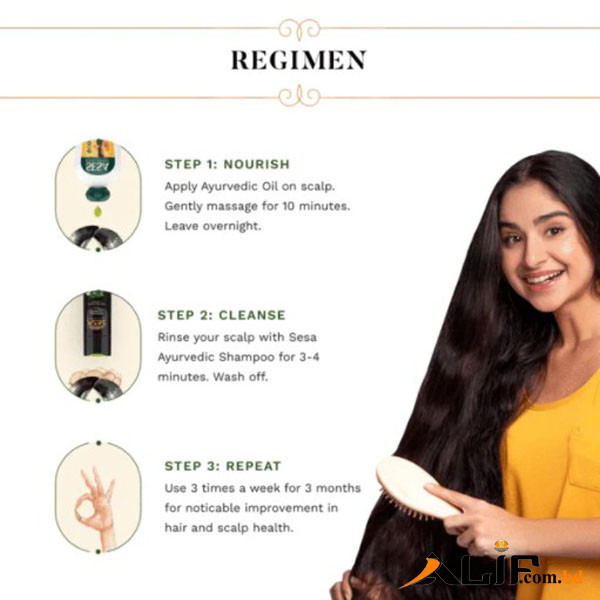 REGIMEN
STEP 1: NOURISH
Apply Ayurvedic Oil on scalp.
Gently massage for 10 minutes.
Leave overnight.
STEP 2: CLEANSE
Rinse your scalp with Sesa
Ayurvedic Shampoo for 3-4
minutes. Wash off.
STEP 3: REPEAT
Use 3 times a week for 3 months
for noticable improvement in
hair and scalp health.
ALIF
.com.bd
SESA